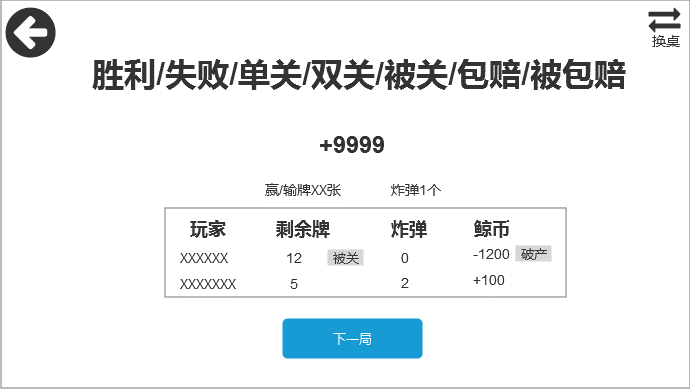 换桌
胜利/失败/单关/双关/被关/包赔/被包赔
+9999
赢/输牌XX张 炸弹1个
玩家 剩余牌 炸弹 鲸币
XXXXXX 12 被关 0 -1200 破产
XXXXXXX 5 2 +100
下一局